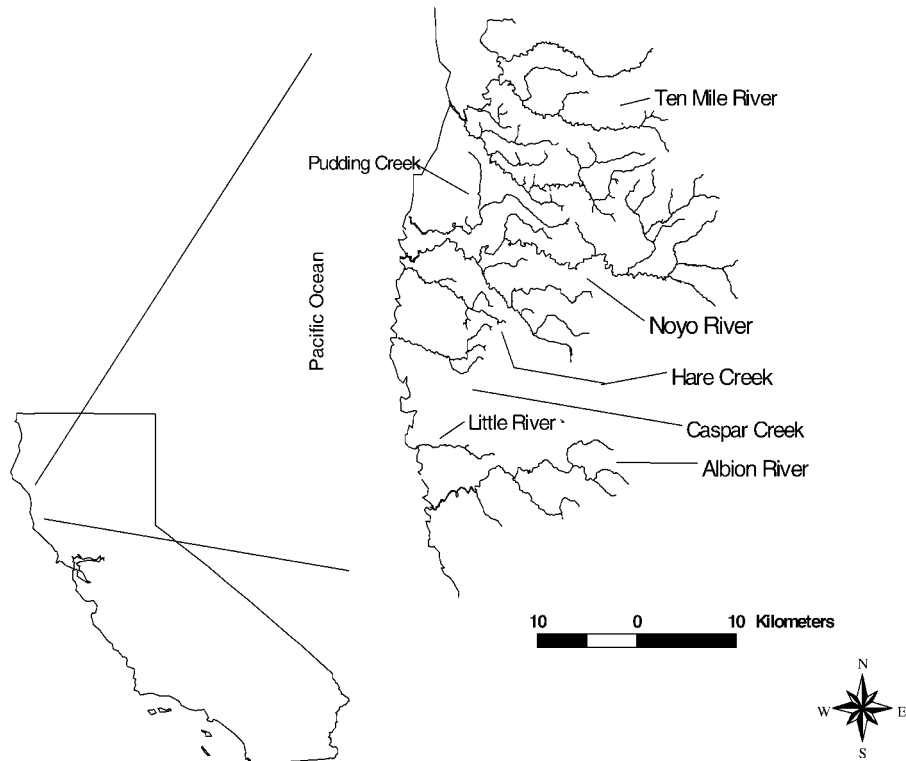 Ten Mile River
Pudding Creek
Pacific Ocean
Noyo River
Hare Creek
Little River
Caspar Creek
Albion River
10 0 10 Kilometers
N
W E
S